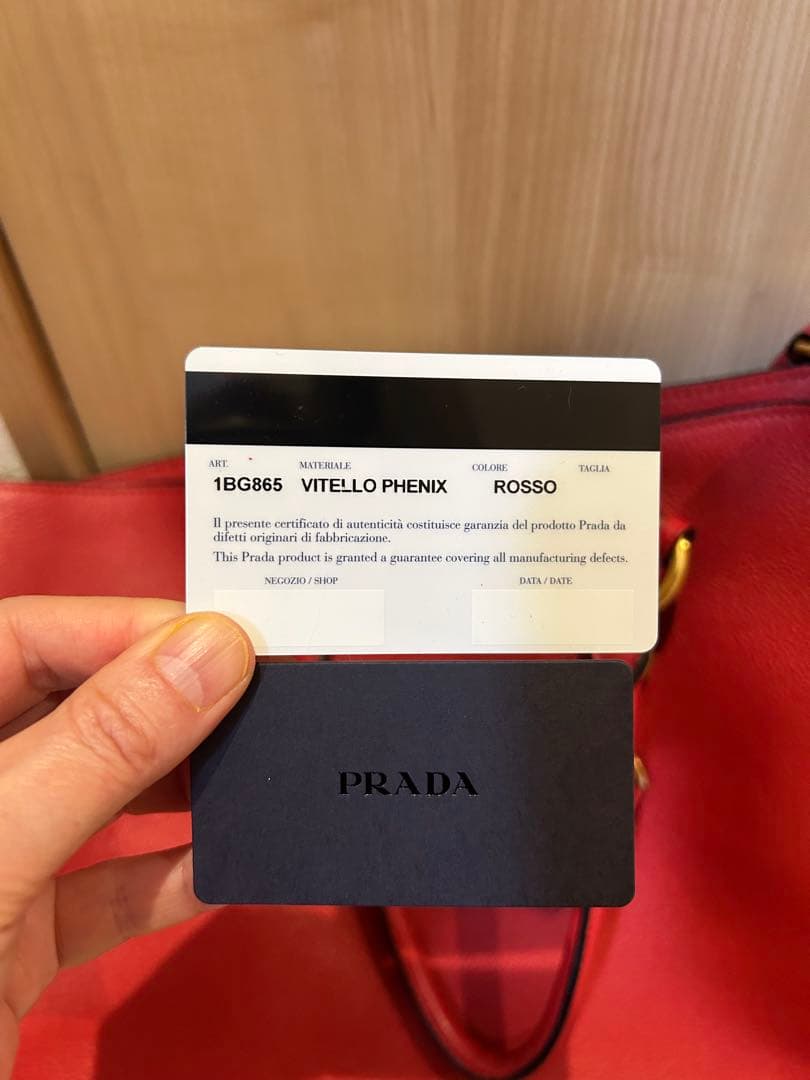 ART. MATERIALE COLORE TAGLIA
1BG865 VITELLO PHENIX ROSSO
Il presente certificato di autenticità costituisce garanzia del prodotto Prada da
difetti originari di fabbricazione.
This Prada product is granted a guarantee covering all manufacturing defects.
NEGOZIO / SHOP DATA / DATE
PRADA